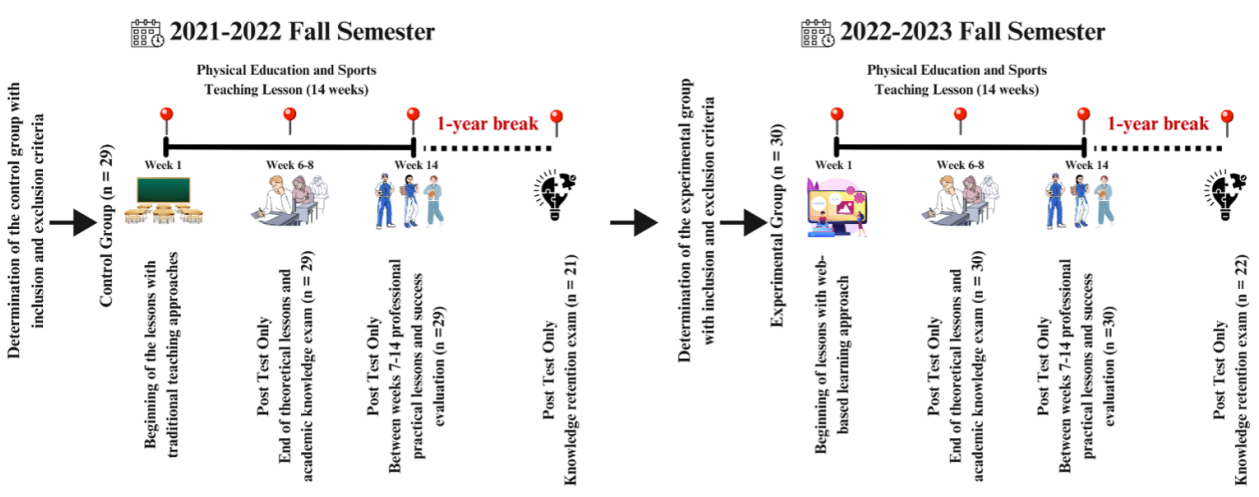 2021-2022 Fall Semester
Physical Education and Sports
Teaching Lesson (14 weeks)
1-year break
Week 1
Week 6-8
Week 14
Determination of the control group with
inclusion and exclusion criteria
Control Group (n = 29)
Beginning of the lessons with
traditional teaching approaches
Post Test Only
End of theoretical lessons and
academic knowledge exam (n = 29)
Post Test Only
Between weeks 7-14 professional
practical lessons and success
evaluation (n =29)
Post Test Only
Knowledge retention exam (n = 21)
2022-2023 Fall Semester
Physical Education and Sports
Teaching Lesson (14 weeks)
1-year break
Week 1
Week 6-8
Week 14
Determination of the experimental group
with inclusion and exclusion criteria
Experimental Group (n = 30)
Beginning of lessons with web-
based learning approach
Post Test Only
End of theoretical lessons and
academic knowledge exam (n = 30)
Post Test Only
Between weeks 7-14 professional
practical lessons and success
evaluation (n =30)
Post Test Only
Knowledge retention exam (n = 22)